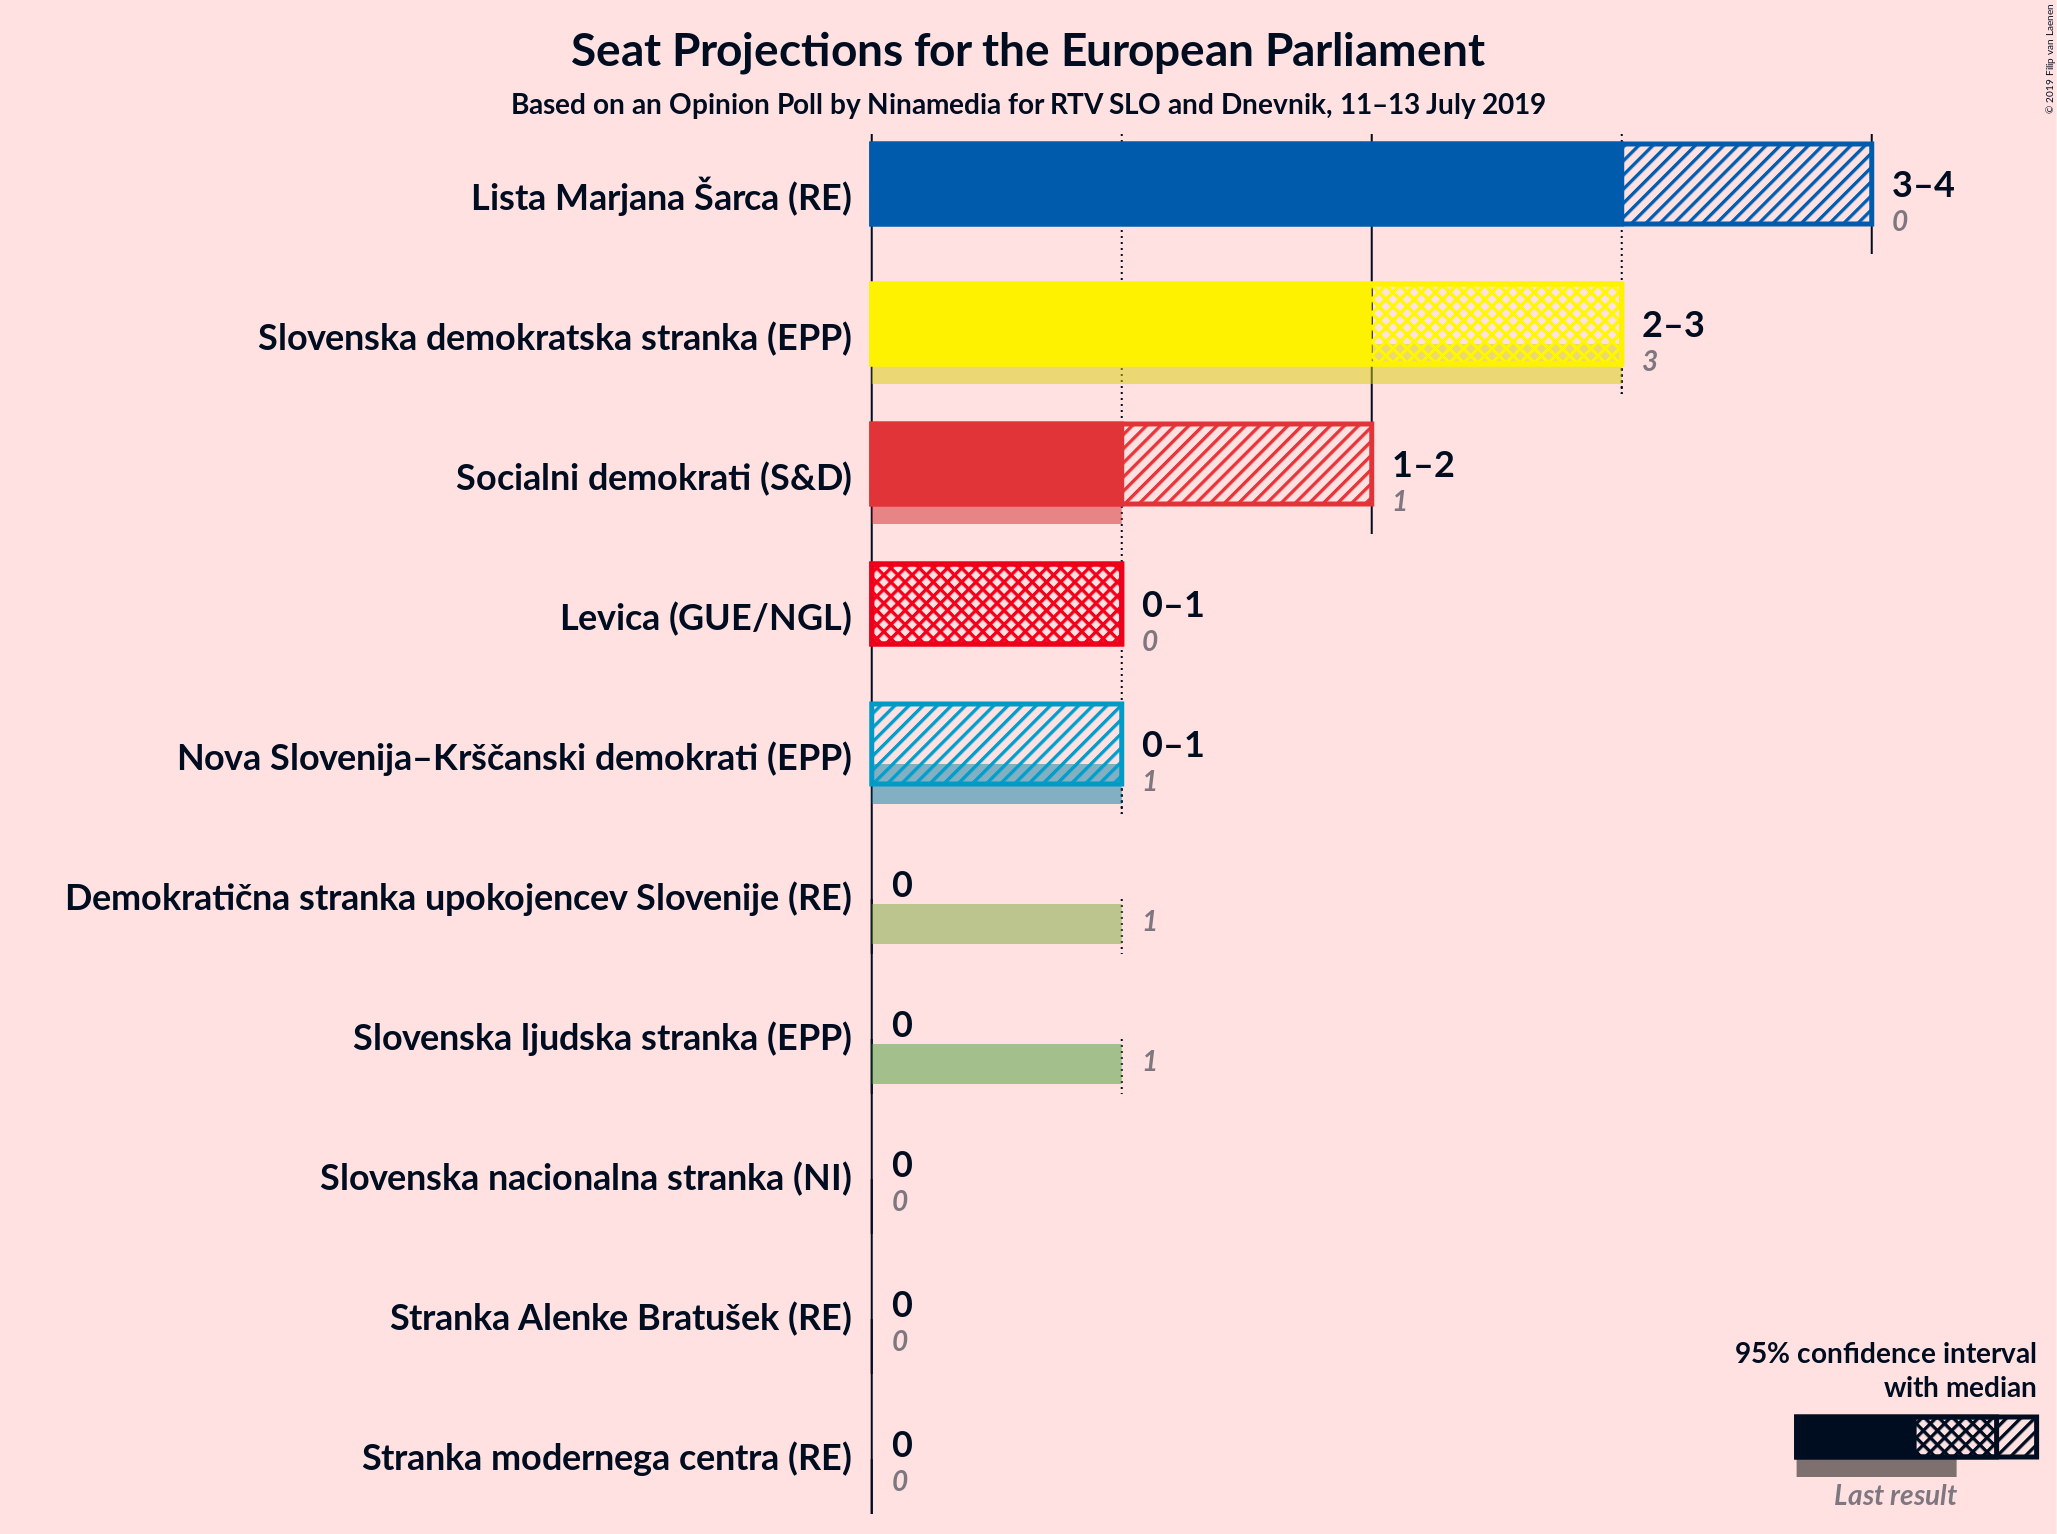 Seat Projections for the European Parliament
Based on an Opinion Poll by Ninamedia for RTV SLO and Dnevnik, 11–13 July 2019
© 2019 Filip van Laenen
Lista Marjana Šarca (RE)
3–4
0
Slovenska demokratska stranka (EPP)
2–3
3
Socialni demokrati (S&D)
1–2
1
Levica (GUE/NGL)
0–1
0
Nova Slovenija–Krščanski demokrati (EPP)
0–1
1
Demokratična stranka upokojencev Slovenije (RE)
0
1
Slovenska ljudska stranka (EPP)
0
1
Slovenska nacionalna stranka (NI)
0
0
Stranka Alenke Bratušek (RE)
0
0
Stranka modernega centra (RE)
0
0
95% confidence interval
with median
Last result